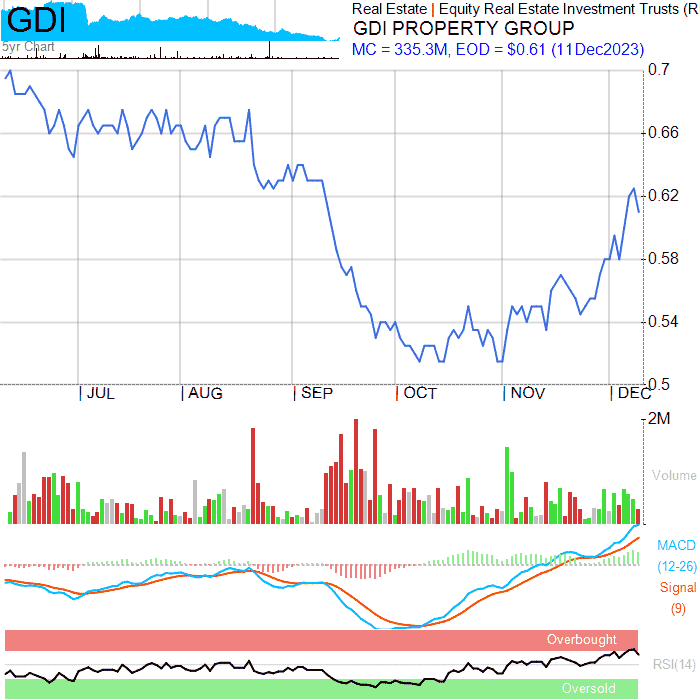 GDI
5yr Chart
Real Estate | Equity Real Estate Investment Trusts (R
GDI PROPERTY GROUP
MC = 335.3M, EOD = $0.61 (11Dec2023)
0.7
0.66
0.62
0.58
0.54
0.5
JUL AUG SEP OCT NOV DEC
2M
Volume
MACD
(12-26)
Signal
(9)
Overbought
RSI(14)
Oversold